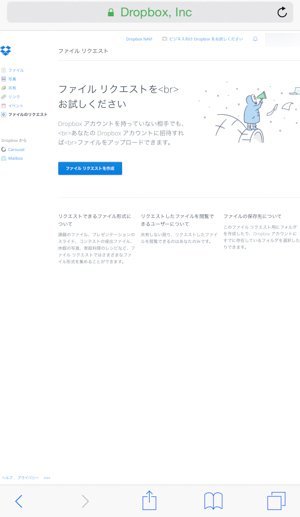 Dropbox, Inc
Dropbox NAVI
ビジネス向け Dropbox をお試しください
ファイル リクエスト
ファイル
写真
共有
リンク
イベント
ファイルのリクエスト
Dropbox から
Carousel
Mailbox
ファイル リクエストを<br>
お試しください
Dropbox アカウントを持っていない相手でも、
<br>あなたの Dropbox アカウントに招待すれ
ば<br>ファイルをアップロードできます。
ファイル リクエストを作成
リクエストできるファイル形式に
ついて
課題のファイル、プレゼンテーションの
スライド、コンテストの提出ファイル、
休暇の写真、家庭料理のレシピなど、フ
ァイル リクエストではさまざまなファ
イル形式を集めることができます。
リクエストしたファイルを閲覧で
きるユーザーについて
共有しない限り、リクエストしたファイ
ルを閲覧できるのはあなただけです。
ファイルの保存先について
このファイル リクエスト用にフォルダ
を作成したり、Dropbox アカウントに
すでに存在しているフォルダを選択した
りできます。
ヘルプ
プライバシー